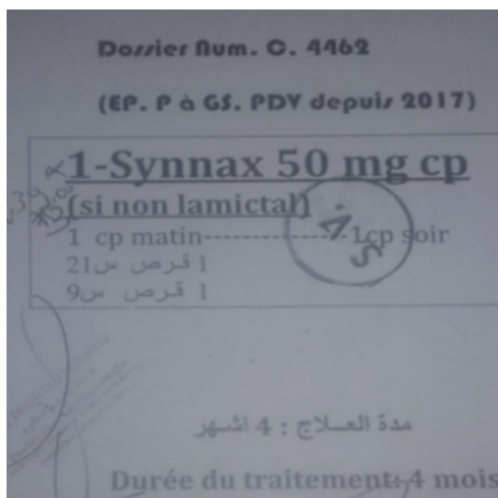 Dossier Num. C. 4462
(EP. P à GS. PDV depuis 2017)
1-Synnax 50 mg cp
(si non lamictal)
1 cp matin---------------1cp soir
1 قرص س21
1 قرص س9
مدة العلاج : 4 اشهر
Durée du traitement: 4 mois